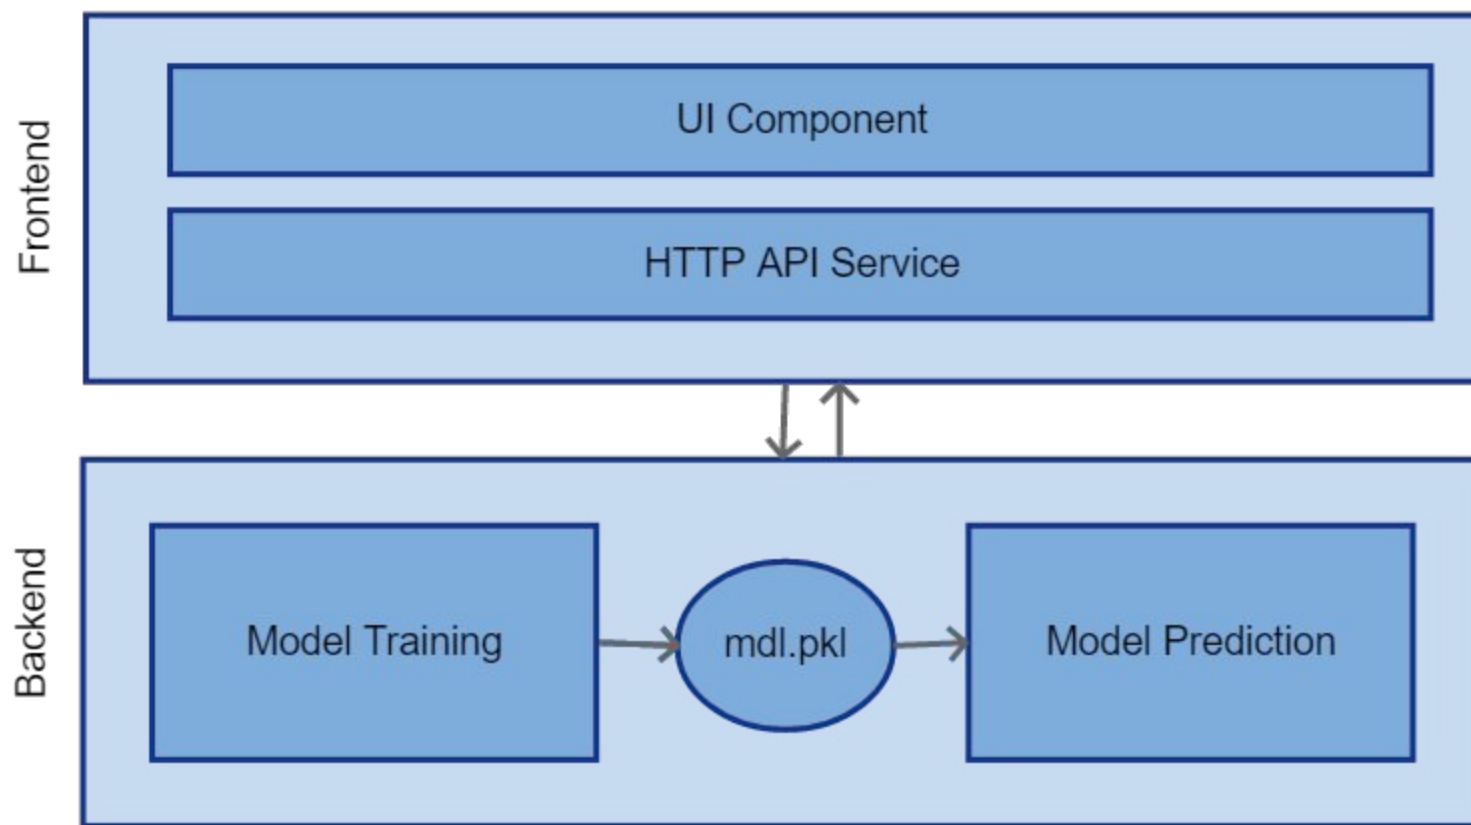 Frontend
UI Component
HTTP API Service
Backend
Model Training
mdl.pkl
Model Prediction